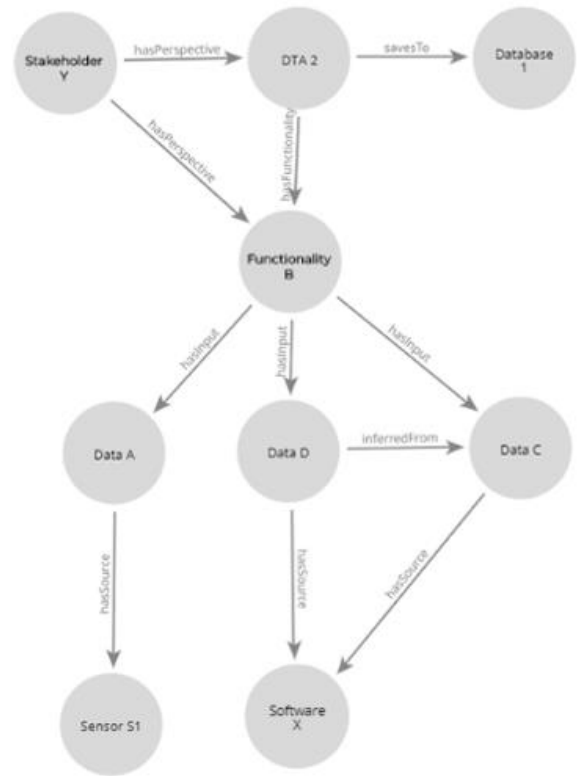 Stakeholder
Y
hasPerspective
DTA 2
savesTo
Database
1
hasPerspective
hasFunctionality
Functionality
B
hasInput
hasInput
hasInput
Data A
Data D
inferredFrom
Data C
hasSource
hasSource
hasSource
Sensor S1
Software
X